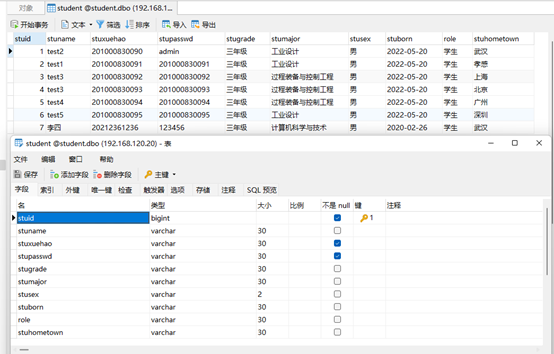 对象 student @student.dbo (192.168.1...
开始事务 文本 筛选 排序 导入 导出
stuid stuname stuxuehao stupasswd stugrade stumajor stusex stuborn role stuhometown
1 test2 201000830090 admin 三年级 工业设计 男 2022-05-20 学生 武汉
2 test1 201000830091 201000830091 三年级 工业设计 男 2022-05-20 学生 孝感
3 test3 201000830092 201000830092 三年级 过程装备与控制工程 男 2022-05-20 学生 上海
4 test3 201000830093 201000830093 三年级 过程装备与控制工程 男 2022-05-20 学生 北京
5 test4 201000830094 201000830094 三年级 过程装备与控制工程 男 2022-05-20 学生 广州
6 test5 201000830095 201000830095 三年级 工业设计 男 2022-05-20 学生 深圳
7 李四 20212361236 123456 三年级 计算机科学与技术 男 2020-02-26 学生 武汉
student @student.dbo (192.168.120.20) - 表
文件 编辑 窗口 帮助
保存 添加字段 删除字段 主键
字段 索引 外键 唯一键 检查 触发器 选项 存储 注释 SQL 预览
名 类型 大小 比例 不是 null 键 注释
stuid bigint 1
stuname varchar 30
stuxuehao varchar 30
stupasswd varchar 30
stugrade varchar 30
stumajor varchar 30
stusex varchar 2
stuborn varchar 30
role varchar 30
stuhometown varchar 30